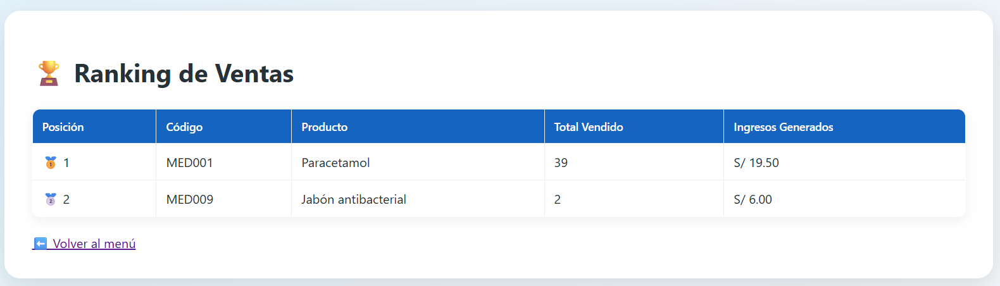 🏆 Ranking de Ventas
Posición Código Producto Total Vendido Ingresos Generados
🥇 1 MED001 Paracetamol 39 S/ 19.50
🥈 2 MED009 Jabón antibacterial 2 S/ 6.00
⬅️ Volver al menú